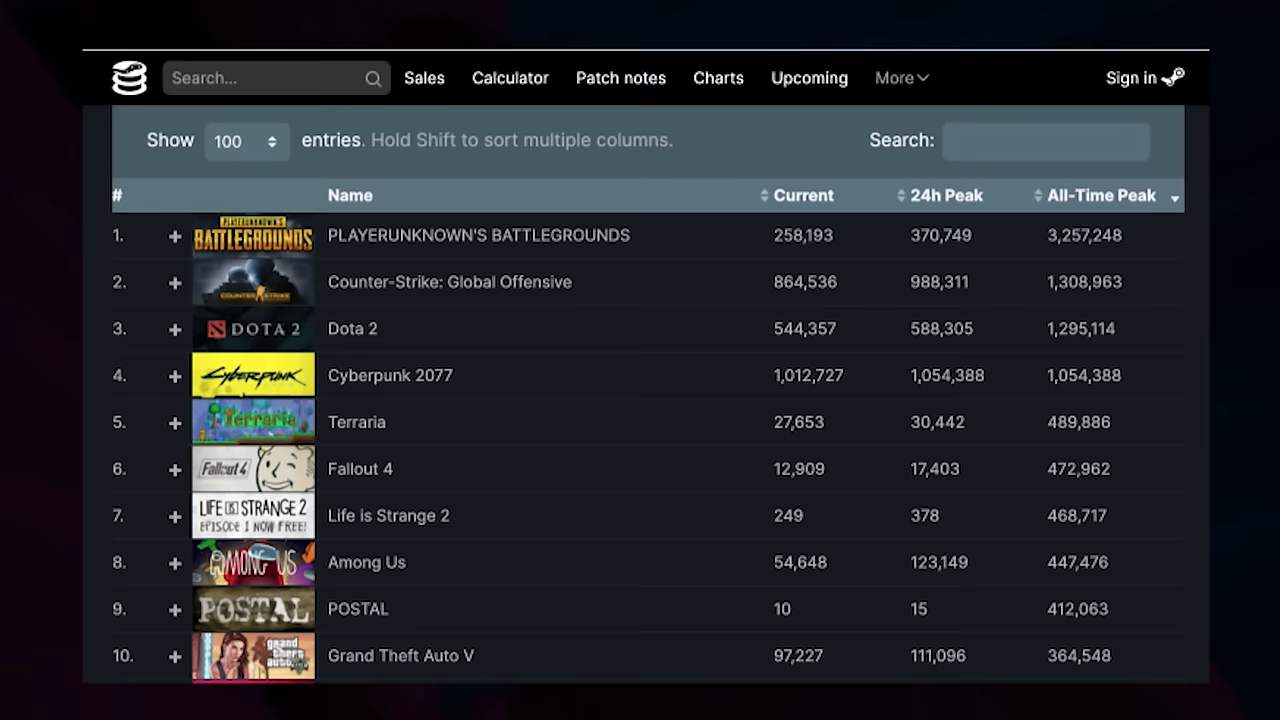 Search... Sales Calculator Patch notes Charts Upcoming More Sign in
Show 100 entries. Hold Shift to sort multiple columns. Search:
# Name Current 24h Peak All-Time Peak
1. + PLAYERUNKNOWN'S BATTLEGROUNDS PLAYERUNKNOWN'S BATTLEGROUNDS 258,193 370,749 3,257,248
2. + COUNTER STRIKE Counter-Strike: Global Offensive 864,536 988,311 1,308,963
3. + DOTA 2 Dota 2 544,357 588,305 1,295,114
4. + CYBERPUNK Cyberpunk 2077 1,012,727 1,054,388 1,054,388
5. + Terraria Terraria 27,653 30,442 489,886
6. + Fallout 4 Fallout 4 12,909 17,403 472,962
7. + LIFE IS STRANGE 2 EPISODE 1 NOW FREE! Life is Strange 2 249 378 468,717
8. + AMONG US Among Us 54,648 123,149 447,476
9. + POSTAL POSTAL 10 15 412,063
10. + grand theft auto Grand Theft Auto V 97,227 111,096 364,548